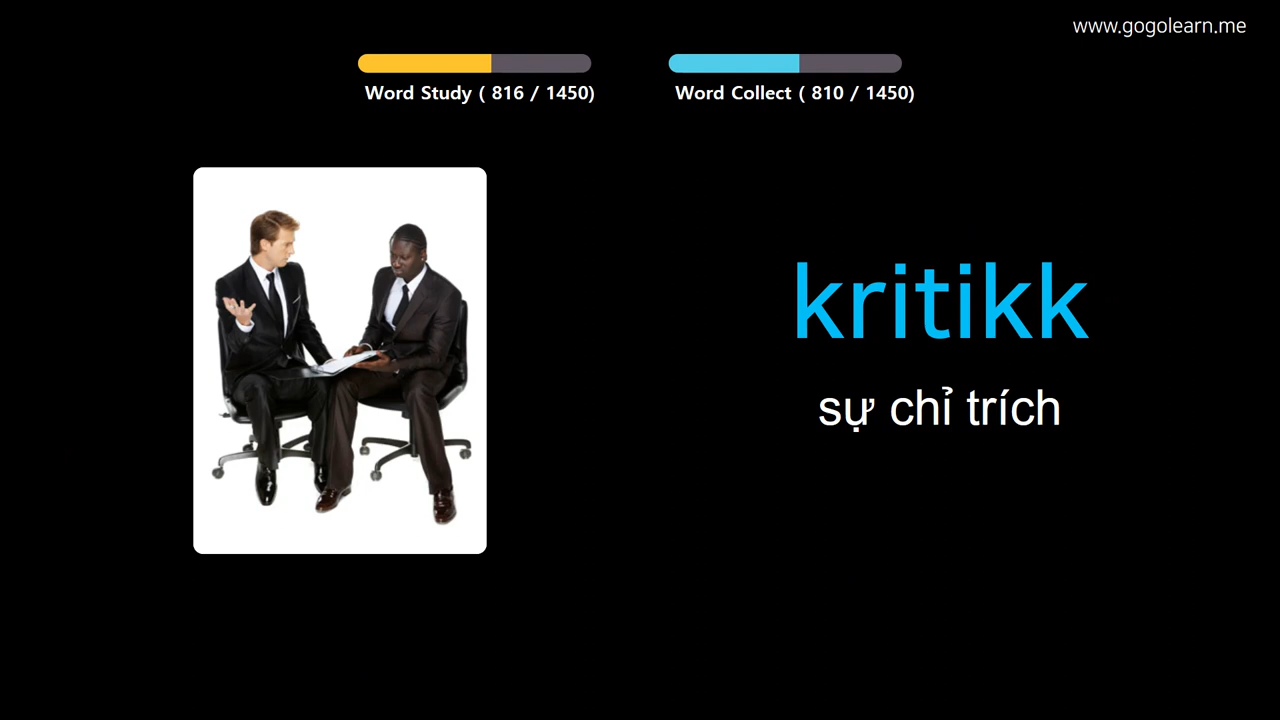 www.gogolearn.me
Word Study ( 816 / 1450)
Word Collect ( 810 / 1450)
kritikk
sự chỉ trích